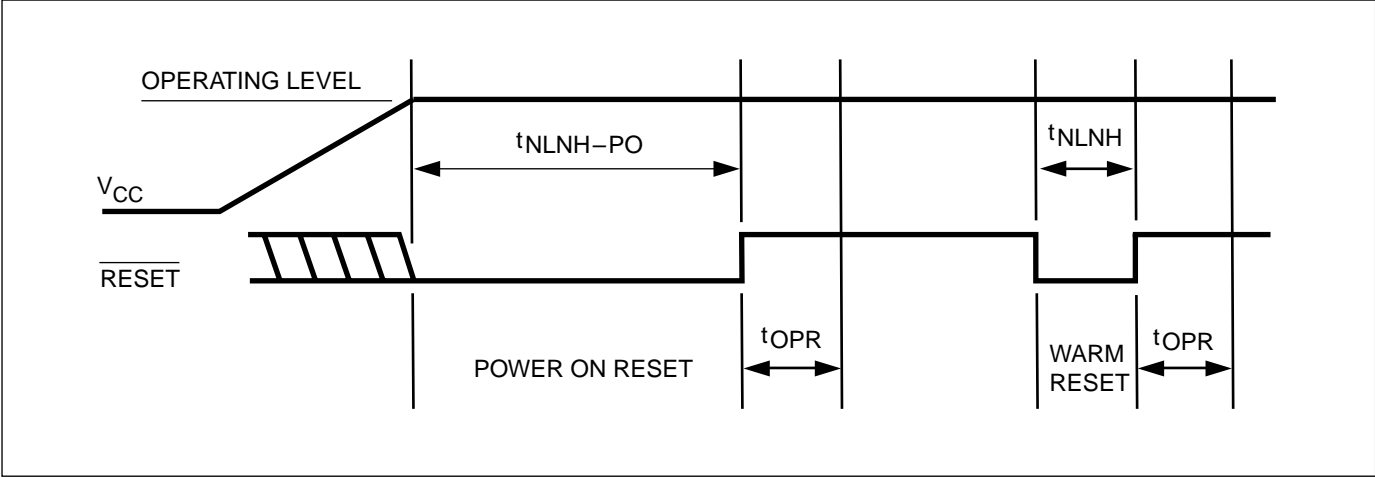 OPERATING LEVEL
tNLNH–PO
tNLNH
VCC
RESET
POWER ON RESET
tOPR
WARM
RESET
tOPR